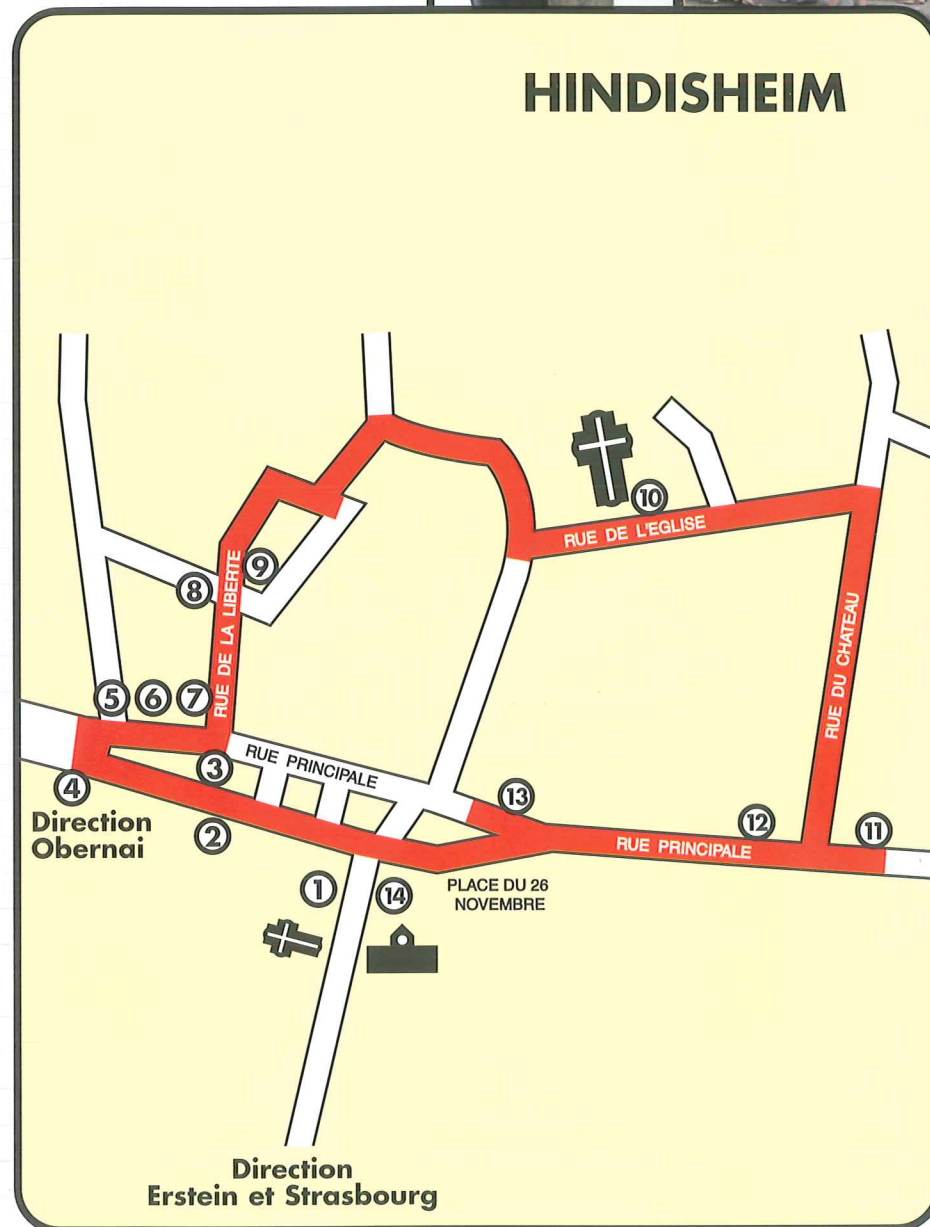 HINDISHEIM
10
RUE DE L'EGLISE
9
8
RUE DE LA LIBERTE
RUE DU CHATEAU
5
6
7
RUE PRINCIPALE
3
4
Direction
Obernai
2
13
12
11
RUE PRINCIPALE
1
14
PLACE DU 26
NOVEMBRE
Direction
Erstein et Strasbourg